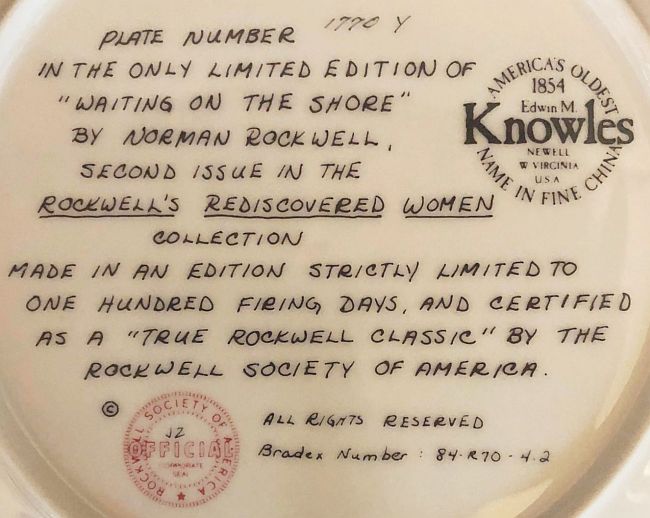 PLATE NUMBER 1770 Y
IN THE ONLY LIMITED EDITION OF
"WAITING ON THE SHORE"
BY NORMAN ROCKWELL,
SECOND ISSUE IN THE
ROCKWELL'S REDISCOVERED WOMEN
COLLECTION
MADE IN AN EDITION STRICTLY LIMITED TO
ONE HUNDRED FIRING DAYS, AND CERTIFIED
AS A "TRUE ROCKWELL CLASSIC" BY THE
ROCKWELL SOCIETY OF AMERICA.
AMERICA'S OLDEST
1854
Edwin M.
Knowles
NEWELL
W VIRGINIA
USA
NAME IN FINE CHINA
©
ROCKWELL SOCIETY OF AMERICA
JZ
OFFICIAL
SEAL
ALL RIGHTS RESERVED
Bradex Number: 84-R70-4.2